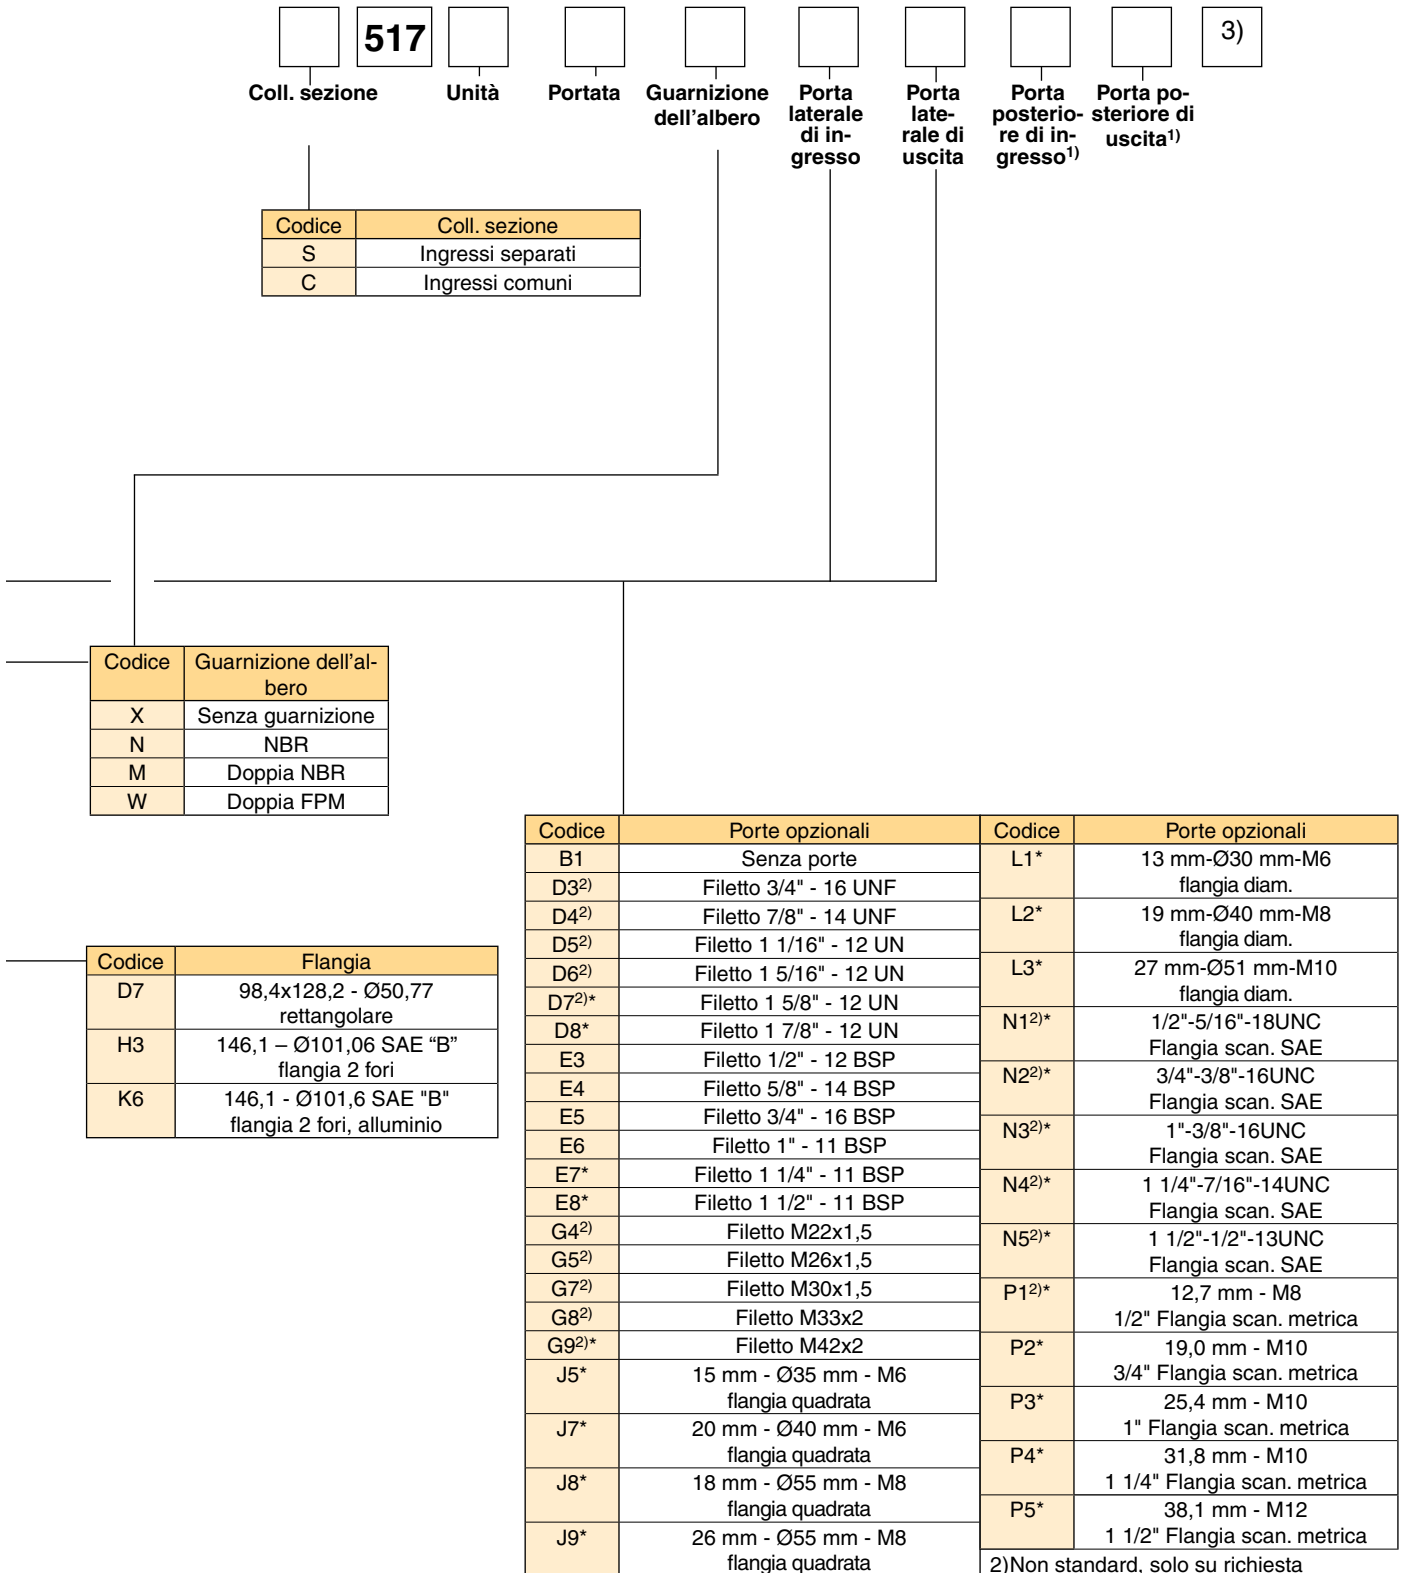 517
3)
Coll. sezione
Unità
Portata
Guarnizione
dell'albero
Porta
laterale
di in-
gresso
Porta
late-
rale di
uscita
Porta
posterio-
re di in-
gresso1)
Porta po-
steriore di
uscita1)
Codice Coll. sezione
S Ingressi separati
C Ingressi comuni
Codice Guarnizione dell'al-
bero
X Senza guarnizione
N NBR
M Doppia NBR
W Doppia FPM
Codice Flangia
D7 98,4x128,2 - Ø50,77
rettangolare
H3 146,1 – Ø101,06 SAE “B”
flangia 2 fori
K6 146,1 - Ø101,6 SAE "B"
flangia 2 fori, alluminio
Codice Porte opzionali
B1 Senza porte
D32) Filetto 3/4" - 16 UNF
D42) Filetto 7/8" - 14 UNF
D52) Filetto 1 1/16" - 12 UN
D62) Filetto 1 5/16" - 12 UN
D72)* Filetto 1 5/8" - 12 UN
D8* Filetto 1 7/8" - 12 UN
E3 Filetto 1/2" - 12 BSP
E4 Filetto 5/8" - 14 BSP
E5 Filetto 3/4" - 16 BSP
E6 Filetto 1" - 11 BSP
E7* Filetto 1 1/4" - 11 BSP
E8* Filetto 1 1/2" - 11 BSP
G42) Filetto M22x1,5
G52) Filetto M26x1,5
G72) Filetto M30x1,5
G82) Filetto M33x2
G92)* Filetto M42x2
J5* 15 mm - Ø35 mm - M6
flangia quadrata
J7* 20 mm - Ø40 mm - M6
flangia quadrata
J8* 18 mm - Ø55 mm - M8
flangia quadrata
J9* 26 mm - Ø55 mm - M8
flangia quadrata
Codice Porte opzionali
L1* 13 mm-Ø30 mm-M6
flangia diam.
L2* 19 mm-Ø40 mm-M8
flangia diam.
L3* 27 mm-Ø51 mm-M10
flangia diam.
N12)* 1/2"-5/16"-18UNC
Flangia scan. SAE
N22)* 3/4"-3/8"-16UNC
Flangia scan. SAE
N32)* 1"-3/8"-16UNC
Flangia scan. SAE
N42)* 1 1/4"-7/16"-14UNC
Flangia scan. SAE
N52)* 1 1/2"-1/2"-13UNC
Flangia scan. SAE
P12)* 12,7 mm - M8
1/2" Flangia scan. metrica
P2* 19,0 mm - M10
3/4" Flangia scan. metrica
P3* 25,4 mm - M10
1" Flangia scan. metrica
P4* 31,8 mm - M10
1 1/4" Flangia scan. metrica
P5* 38,1 mm - M12
1 1/2" Flangia scan. metrica
2)Non standard, solo su richiesta